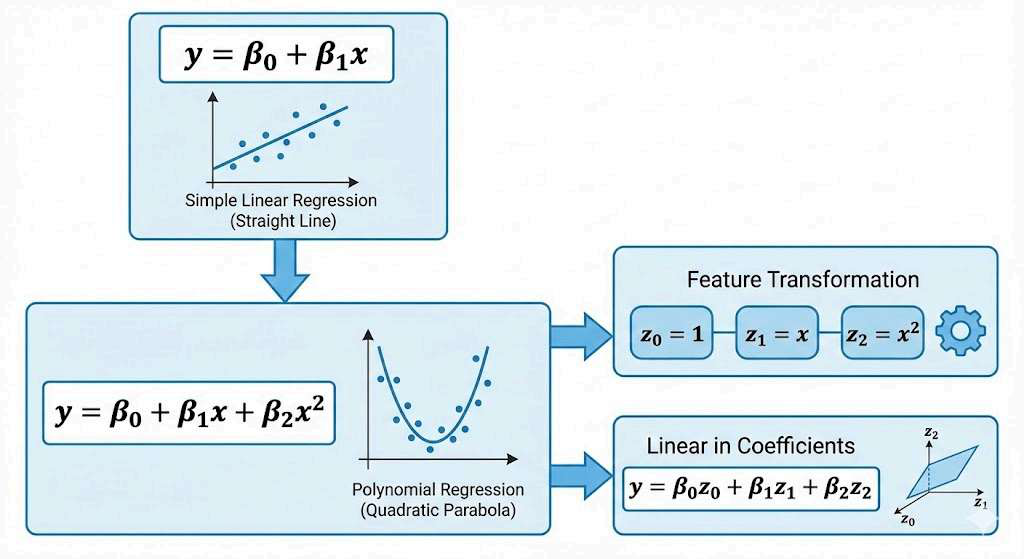 y = β₀ + β₁x
Simple Linear Regression
(Straight Line)
y = β₀ + β₁x + β₂x²
Polynomial Regression
(Quadratic Parabola)
Feature Transformation
z₀ = 1
z₁ = x
z₂ = x²
Linear in Coefficients
y = β₀z₀ + β₁z₁ + β₂z₂
z₂
z₁
z₀